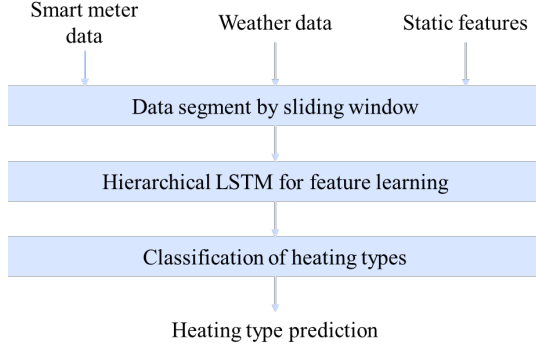 Smart meter
data
Weather data
Static features
Data segment by sliding window
Hierarchical LSTM for feature learning
Classification of heating types
Heating type prediction